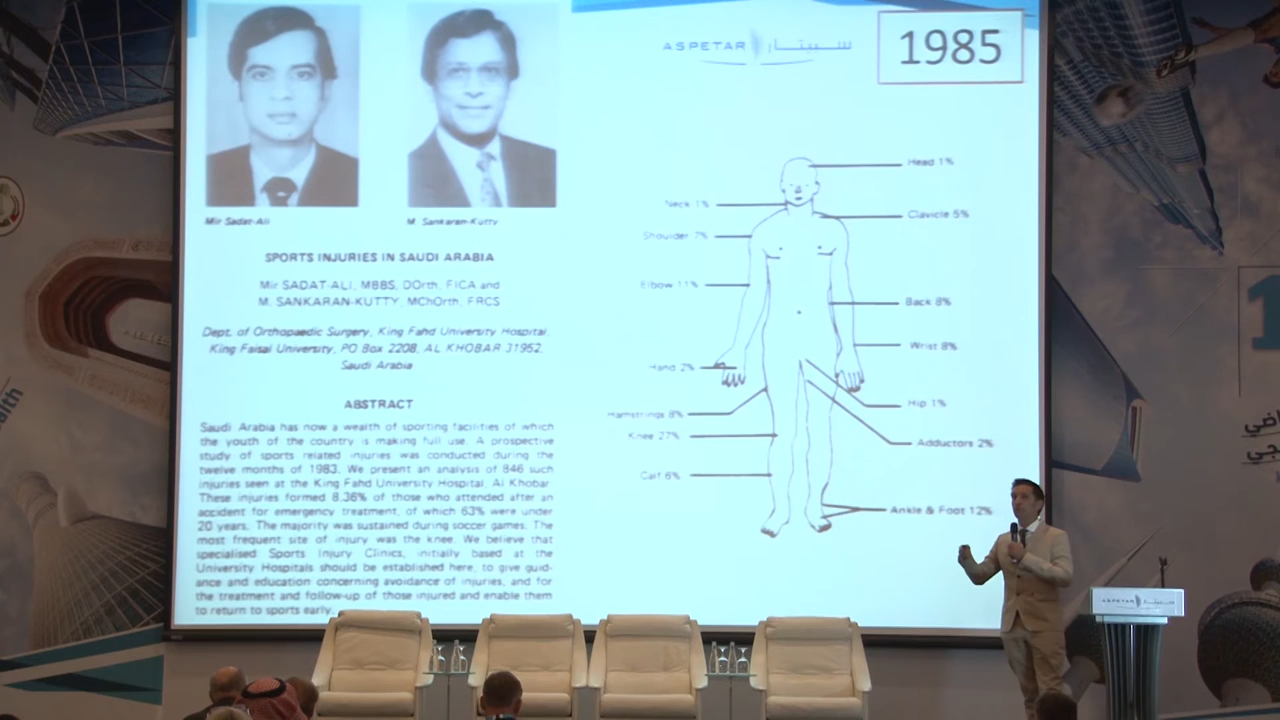 ASPETAR سبيتار
1985
Mir Sadat-Ali
M. Sankaran-Kutty
SPORTS INJURIES IN SAUDI ARABIA
Mir SADAT-ALI, MBBS, DOrth, FICA and
M. SANKARAN-KUTTY, MChOrth, FRCS
Dept. of Orthopaedic Surgery, King Fahd University Hospital,
King Faisal University, PO Box 2208, AL KHOBAR 31952,
Saudi Arabia
ABSTRACT
Saudi Arabia has now a wealth of sporting facilities of which
the youth of the country is making full use. A prospective
study of sports related injuries was conducted during the
twelve months of 1983. We present an analysis of 846 such
injuries seen at the King Fahd University Hospital, Al Khobar.
These injuries formed 8.36% of those who attended after an
accident for emergency treatment, of which 63% were under
20 years. The majority was sustained during soccer games. The
most frequent site of injury was the knee. We believe that
specialised Sports Injury Clinics, initially based at the
University Hospitals should be established here, to give guid-
ance and education concerning avoidance of injuries, and for
the treatment and follow-up of those injured and enable them
to return to sports early.
Head 1%
Neck 1%
Clavicle 5%
Shoulder 7%
Elbow 11%
Back 8%
Wrist 8%
Hand 2%
Hip 1%
Hamstrings 8%
Knee 27%
Adductors 2%
Calf 6%
Ankle & Foot 12%
ASPETAR سبيتار